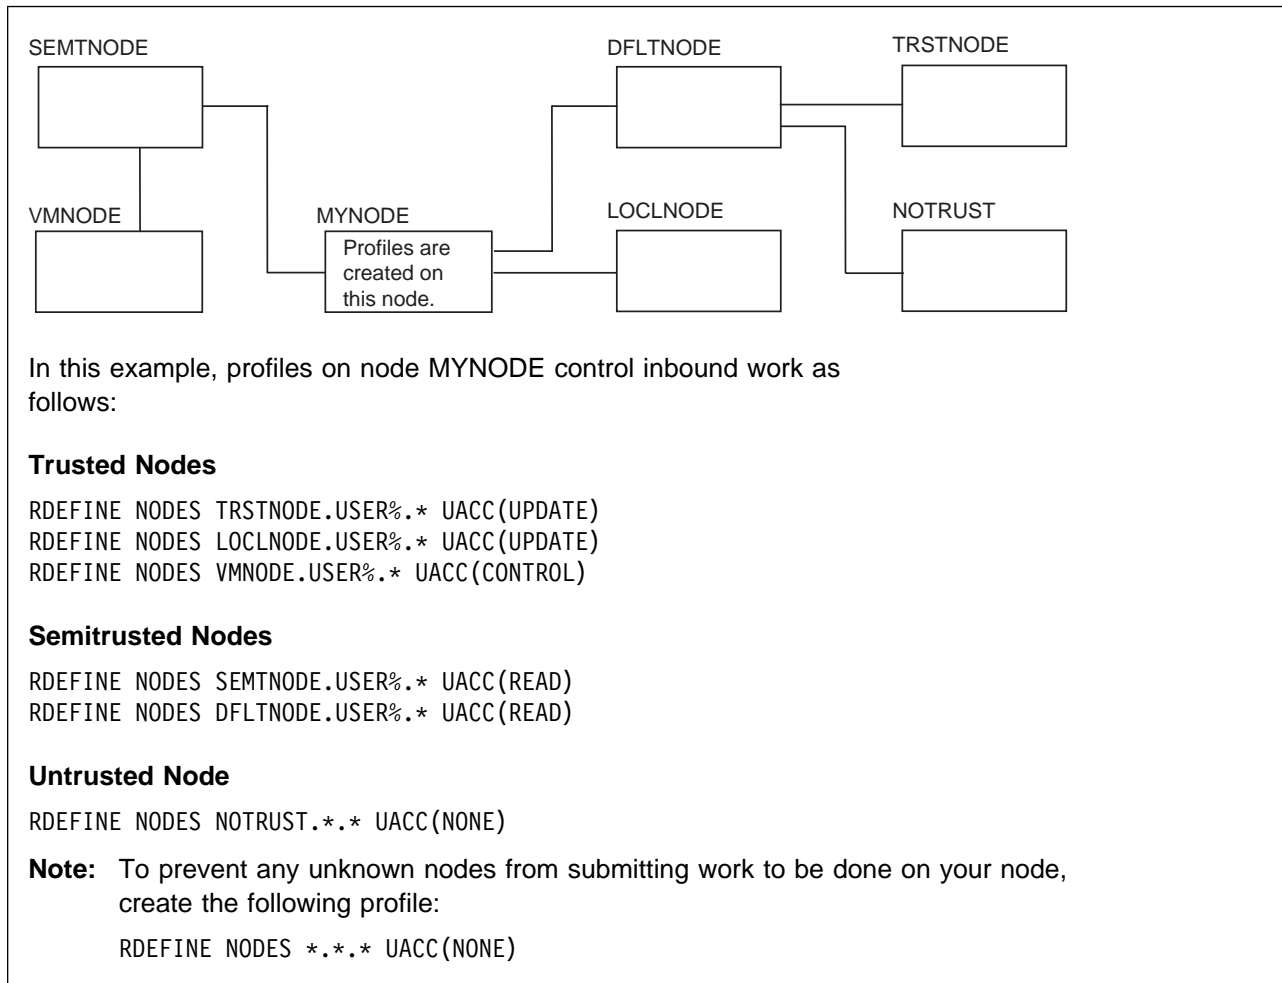 SEMTNODE
DFLTNODE
TRSTNODE
VMNODE
MYNODE
LOCLNODE
NOTRUST
Profiles are
created on
this node.
In this example, profiles on node MYNODE control inbound work as
follows:
Trusted Nodes
RDEFINE NODES TRSTNODE.USER%.* UACC(UPDATE)
RDEFINE NODES LOCLNODE.USER%.* UACC(UPDATE)
RDEFINE NODES VMNODE.USER%.* UACC(CONTROL)
Semitrusted Nodes
RDEFINE NODES SEMTNODE.USER%.* UACC(READ)
RDEFINE NODES DFLTNODE.USER%.* UACC(READ)
Untrusted Node
RDEFINE NODES NOTRUST.*.* UACC(NONE)
Note: To prevent any unknown nodes from submitting work to be done on your node,
create the following profile:
RDEFINE NODES *.*.* UACC(NONE)